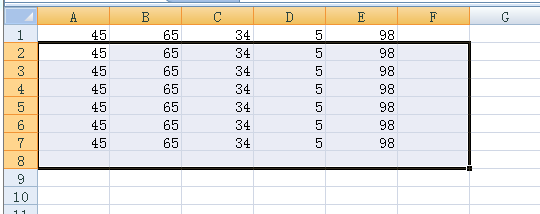 A B C D E F G
1 45 65 34 5 98
2 45 65 34 5 98
3 45 65 34 5 98
4 45 65 34 5 98
5 45 65 34 5 98
6 45 65 34 5 98
7 45 65 34 5 98
8
9
10
11